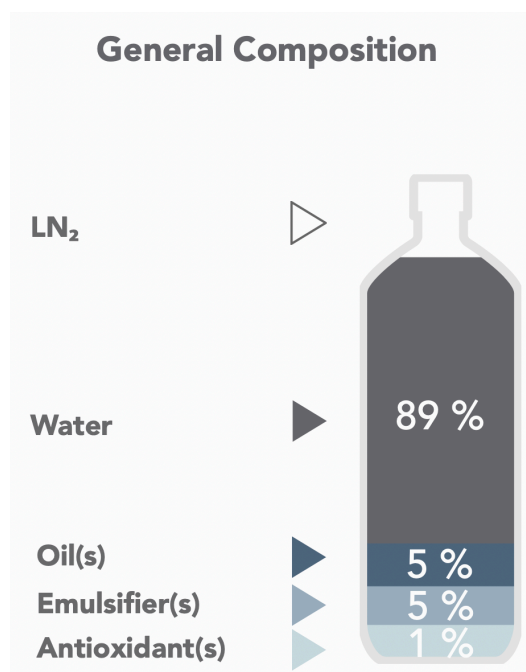 General Composition
LN₂
Water
89 %
Oil(s)
5 %
Emulsifier(s)
5 %
Antioxidant(s)
1 %